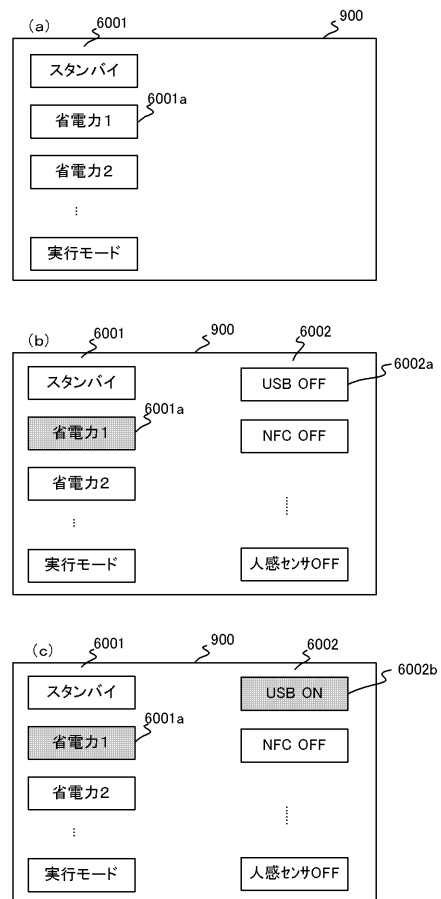 (a)
6001
900
スタンバイ
省電力1
6001a
省電力2
⋮
実行モード
(b)
6001
900
6002
スタンバイ
USB OFF
6002a
省電力1
6001a
NFC OFF
省電力2
⋮
⋮
実行モード
人感センサOFF
(c)
6001
900
6002
スタンバイ
USB ON
6002b
省電力1
6001a
NFC OFF
省電力2
⋮
⋮
実行モード
人感センサOFF